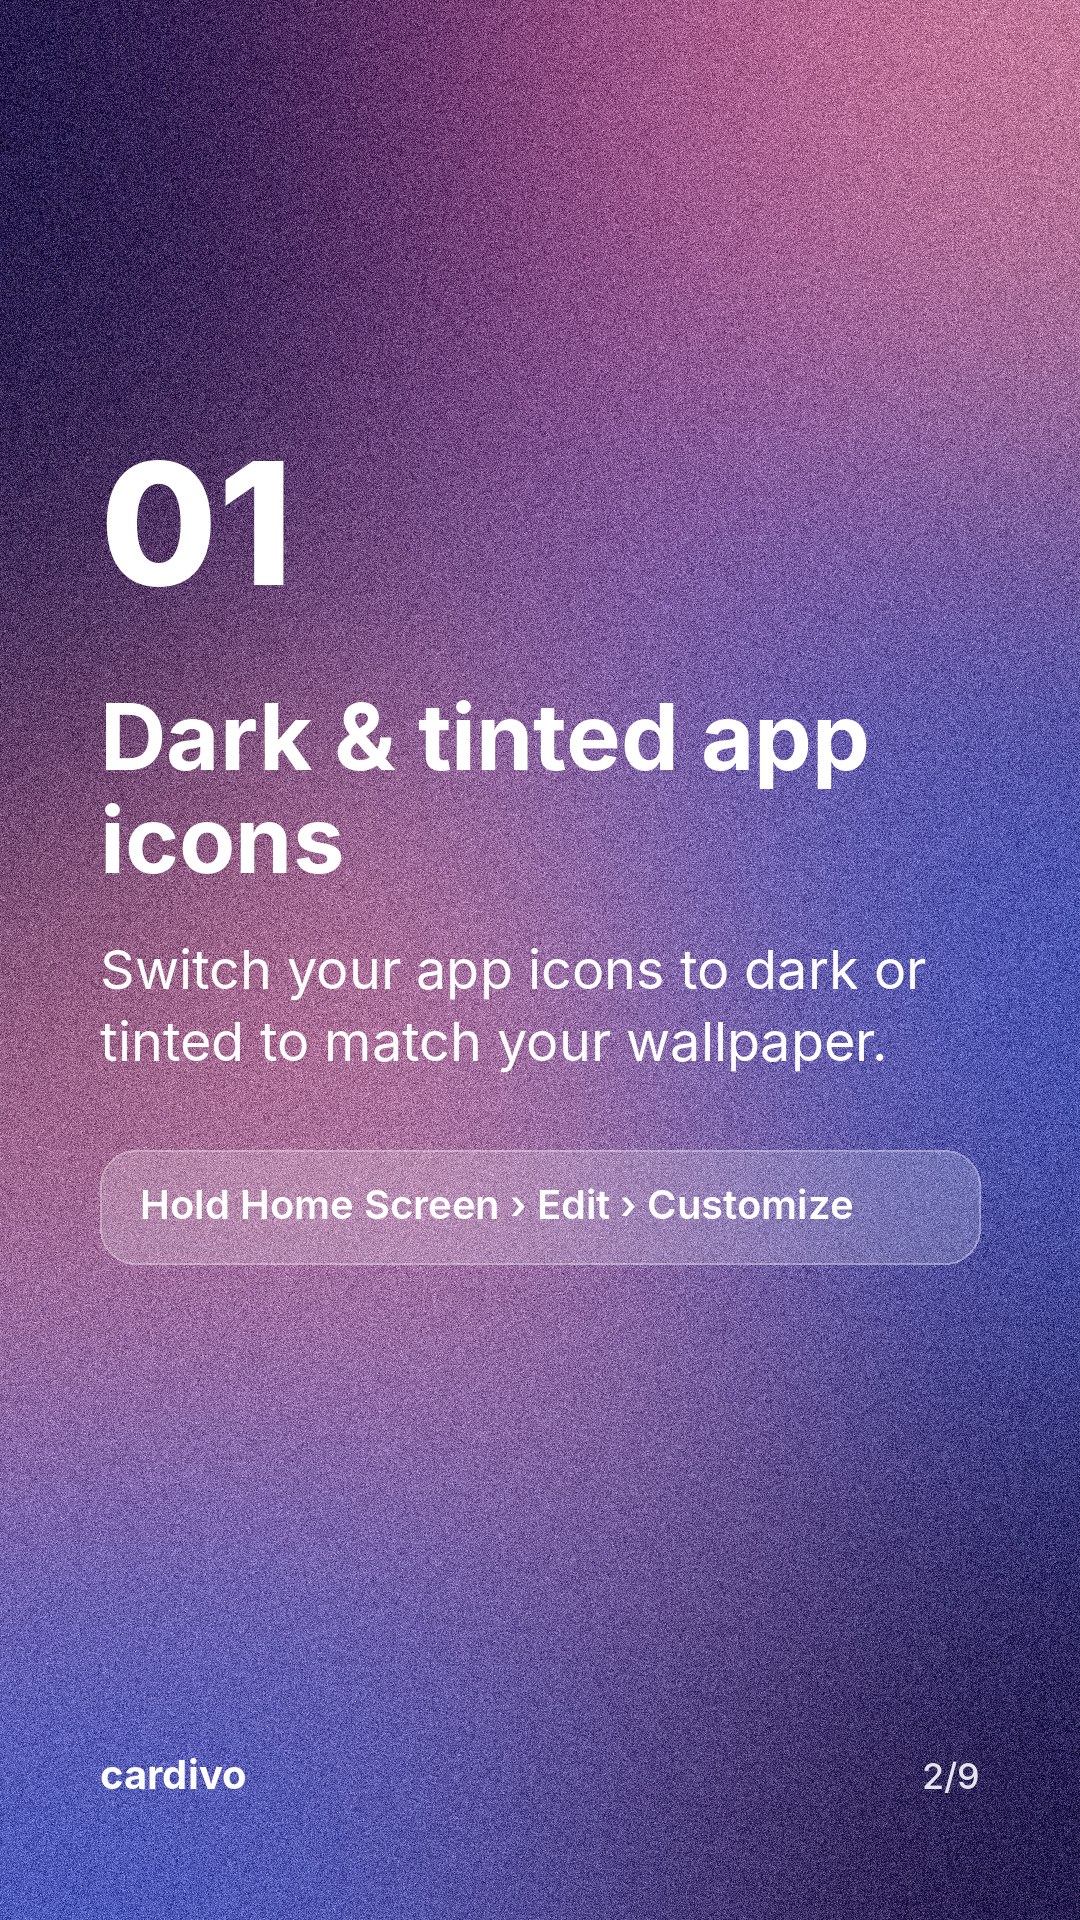 01
Dark & tinted app
icons
Switch your app icons to dark or
tinted to match your wallpaper.
Hold Home Screen › Edit › Customize
cardivo
2/9